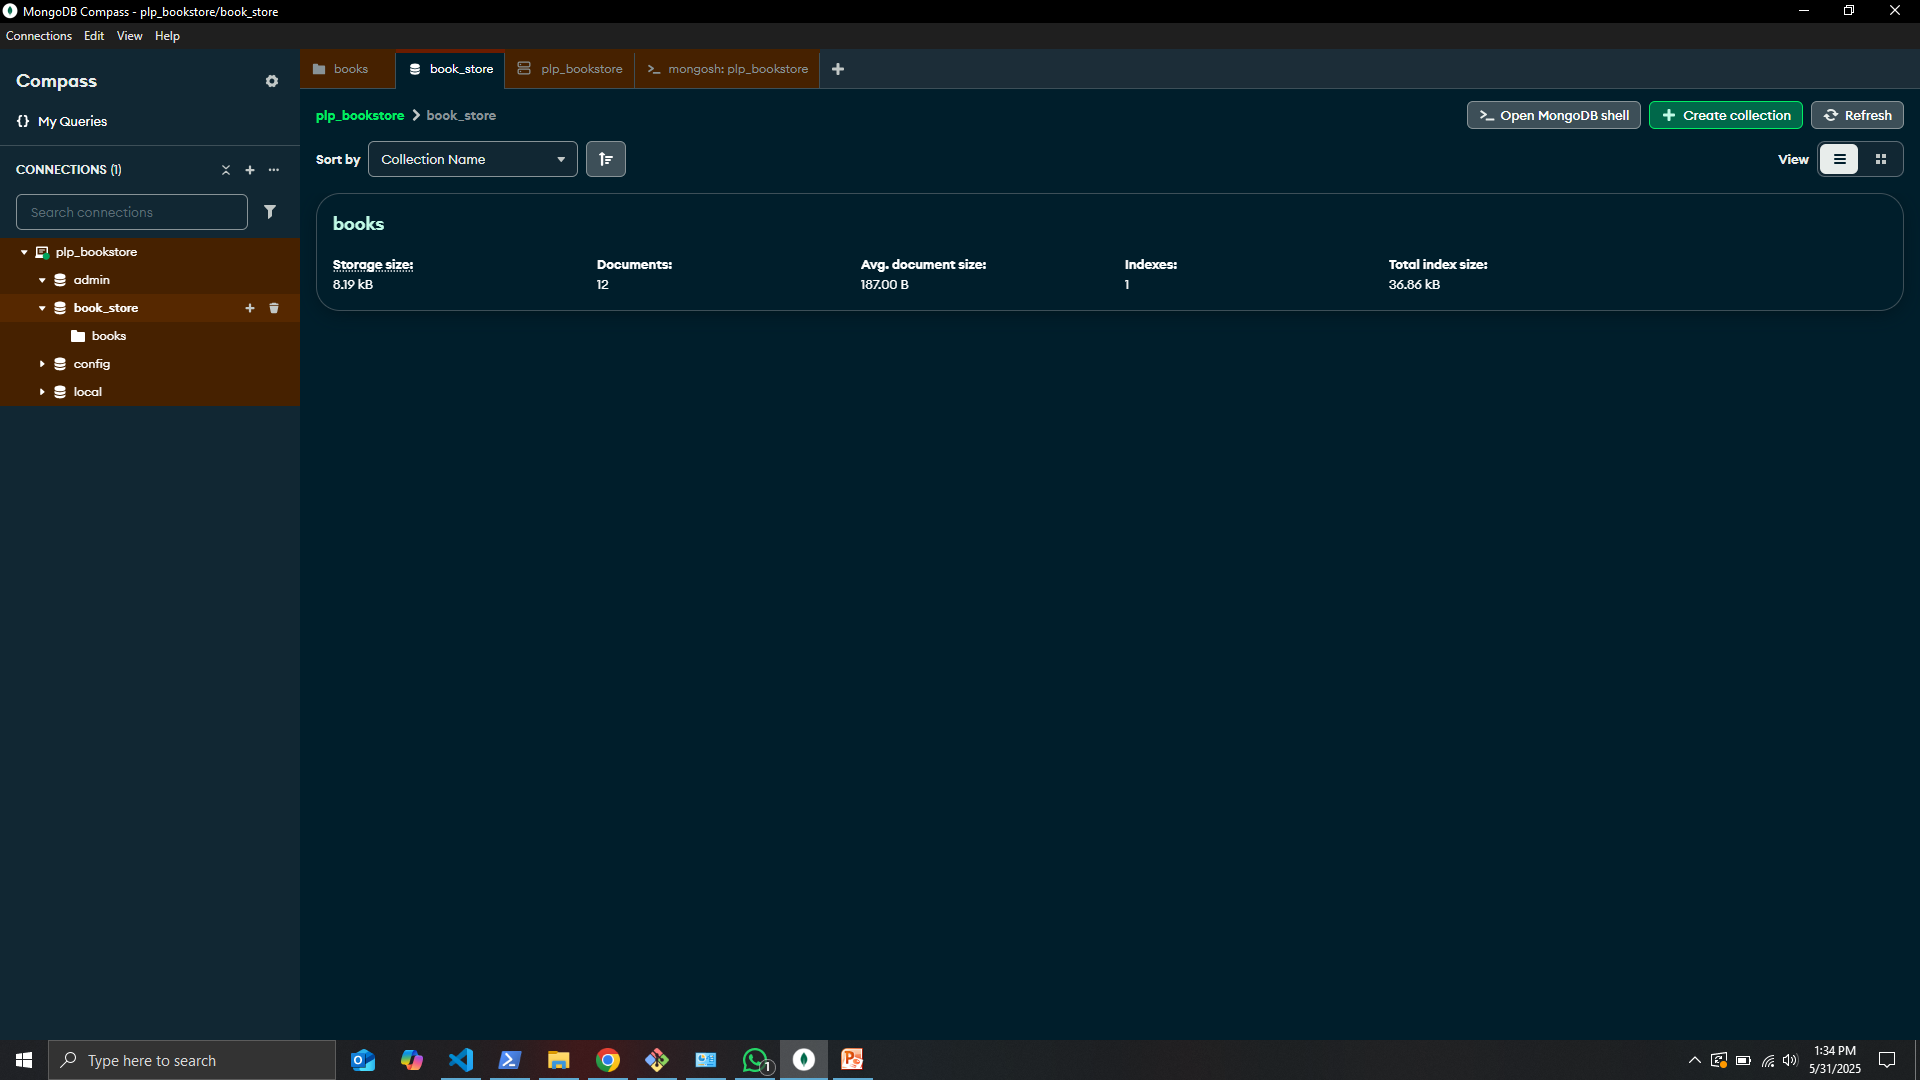 MongoDB Compass - plp_bookstore/book_store
Connections Edit View Help
Compass
My Queries
CONNECTIONS (1)
Search connections
plp_bookstore
admin
book_store
books
config
local
books
book_store
plp_bookstore
mongosh: plp_bookstore
plp_bookstore book_store
Open MongoDB shell
Create collection
Refresh
Sort by Collection Name
View
books
Storage size: Documents: Avg. document size: Indexes: Total index size:
8.19 kB 12 187.00 B 1 36.86 kB
Type here to search
1
1:34 PM
5/31/2025